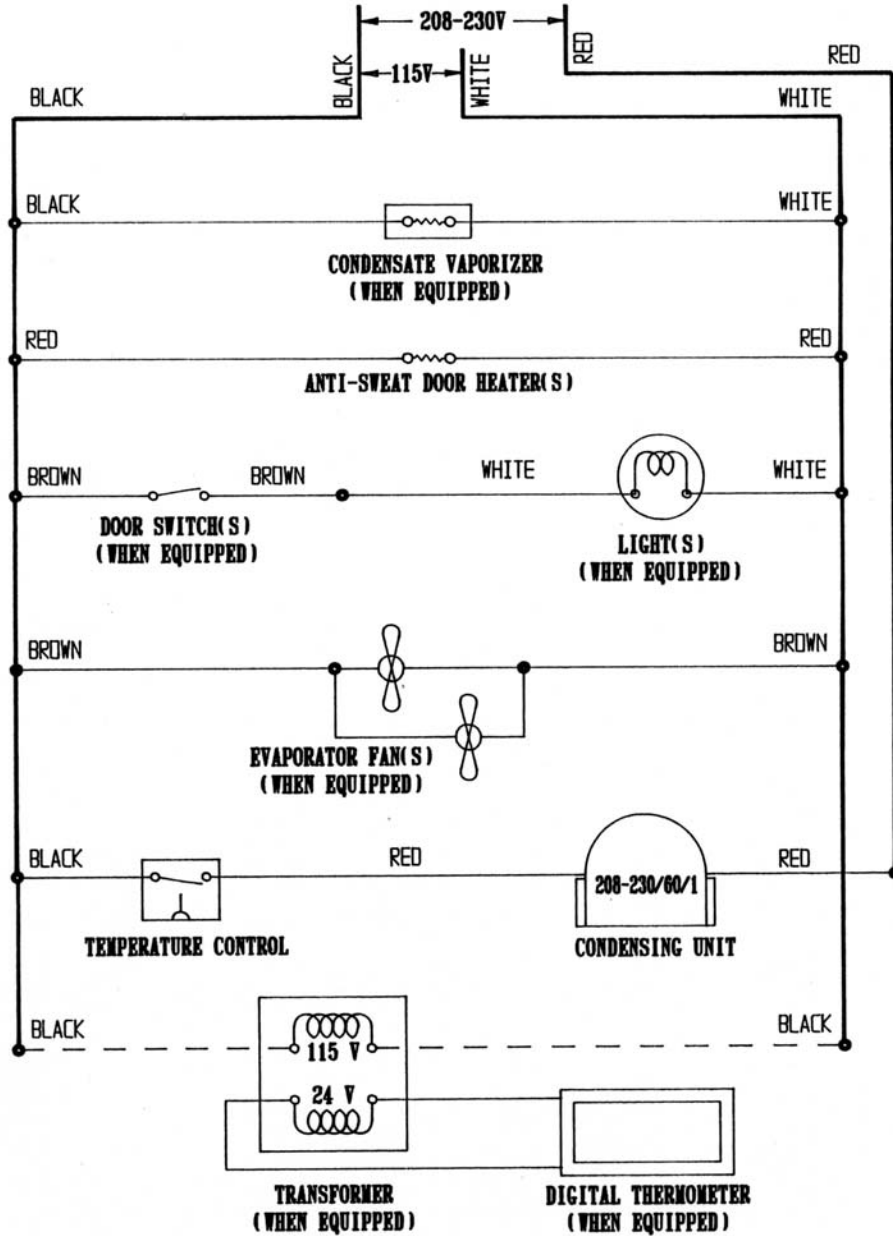 208-230V
BLACK
115V
WHITE
RED
RED
BLACK
WHITE
BLACK
WHITE
CONDENSATE VAPORIZER
(WHEN EQUIPPED)
RED
RED
ANTI-SWEAT DOOR HEATER(S)
BROWN
BROWN
WHITE
WHITE
DOOR SWITCH(S)
(WHEN EQUIPPED)
LIGHT(S)
(WHEN EQUIPPED)
BROWN
BROWN
EVAPORATOR FAN(S)
(WHEN EQUIPPED)
BLACK
RED
RED
208-230/60/1
TEMPERATURE CONTROL
CONDENSING UNIT
BLACK
BLACK
115 V
24 V
TRANSFORMER
(WHEN EQUIPPED)
DIGITAL THERMOMETER
(WHEN EQUIPPED)